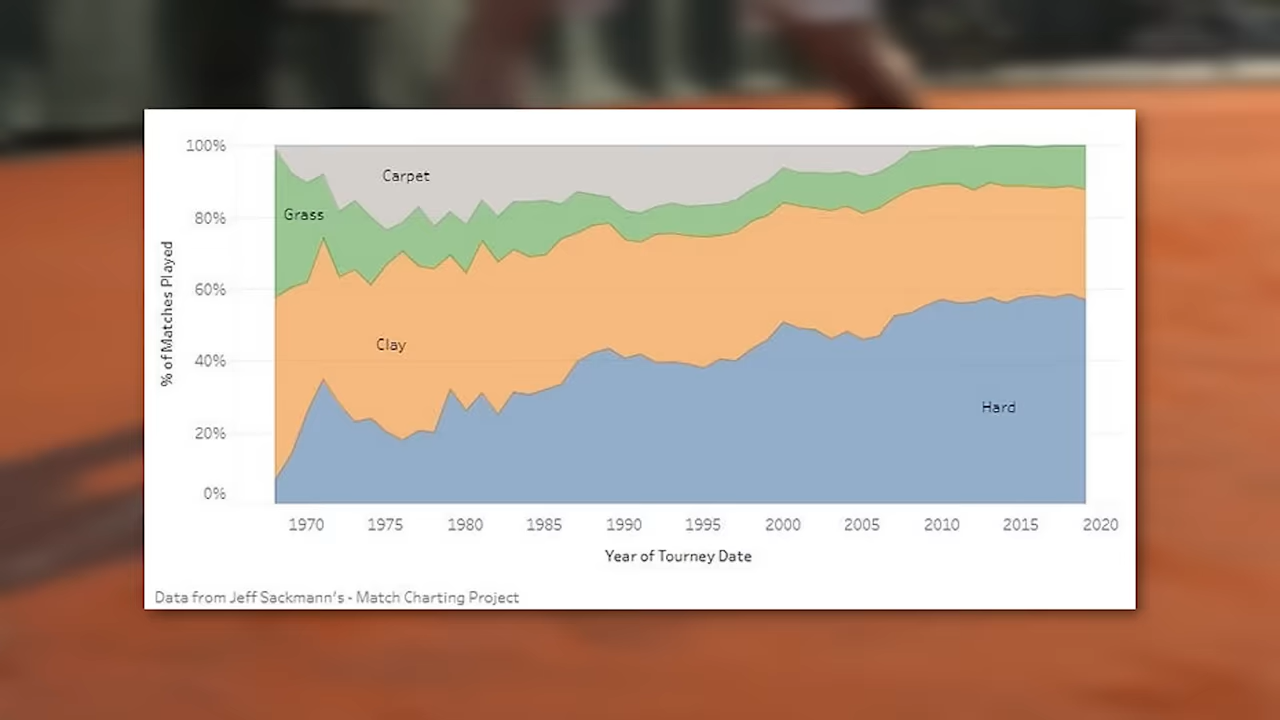 100%
Carpet
Grass
80%
60%
Clay
40%
Hard
20%
0%
% of Matches Played
1970 1975 1980 1985 1990 1995 2000 2005 2010 2015 2020
Year of Tourney Date
Data from Jeff Sackmann's - Match Charting Project